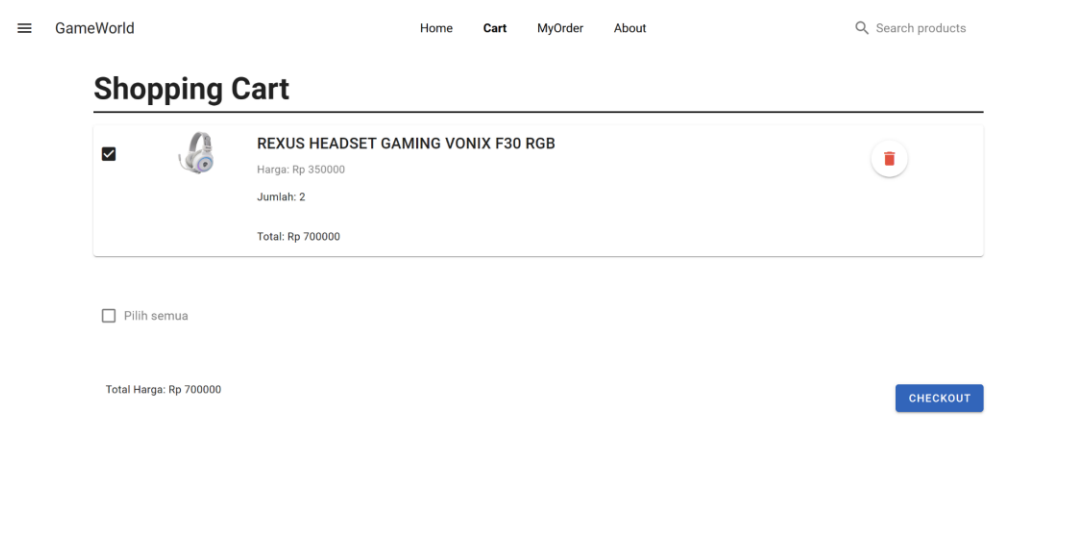 GameWorld Home Cart MyOrder About Search products
Shopping Cart
REXUS HEADSET GAMING VONIX F30 RGB
Harga: Rp 350000
Jumlah: 2
Total: Rp 700000
Pilih semua
Total Harga: Rp 700000
CHECKOUT